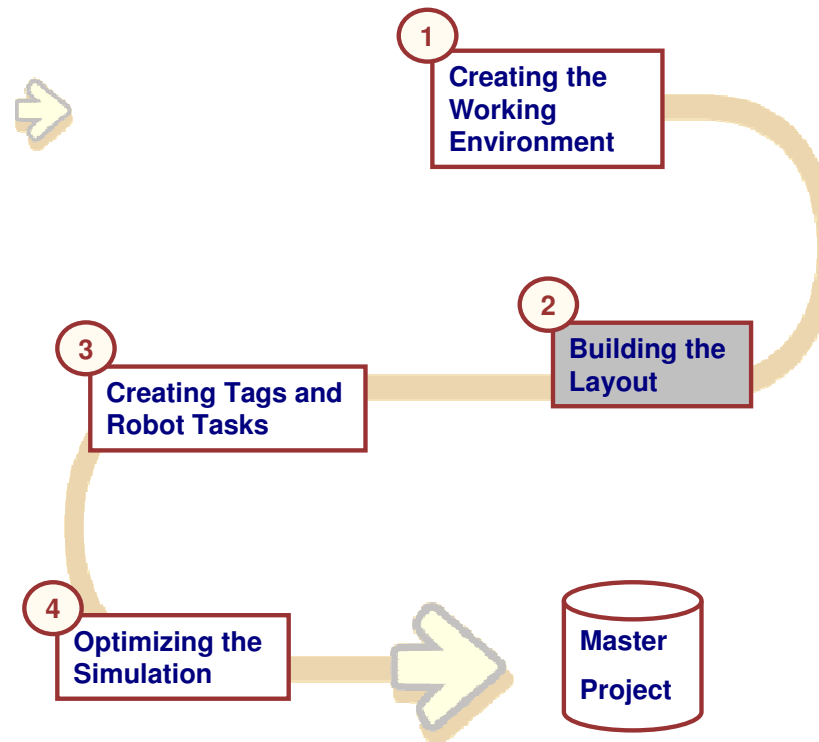 1
Creating the
Working
Environment
2
Building the
Layout
3
Creating Tags and
Robot Tasks
4
Optimizing the
Simulation
Master
Project